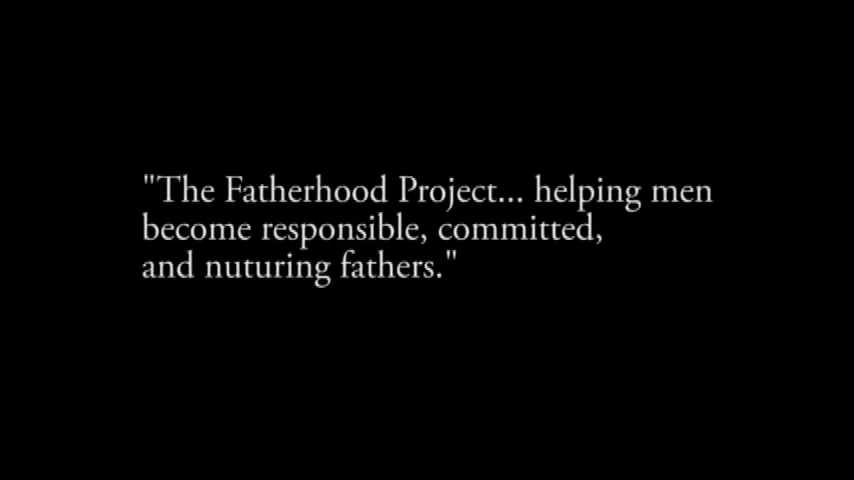 "The Fatherhood Project... helping men
become responsible, committed,
and nuturing fathers."